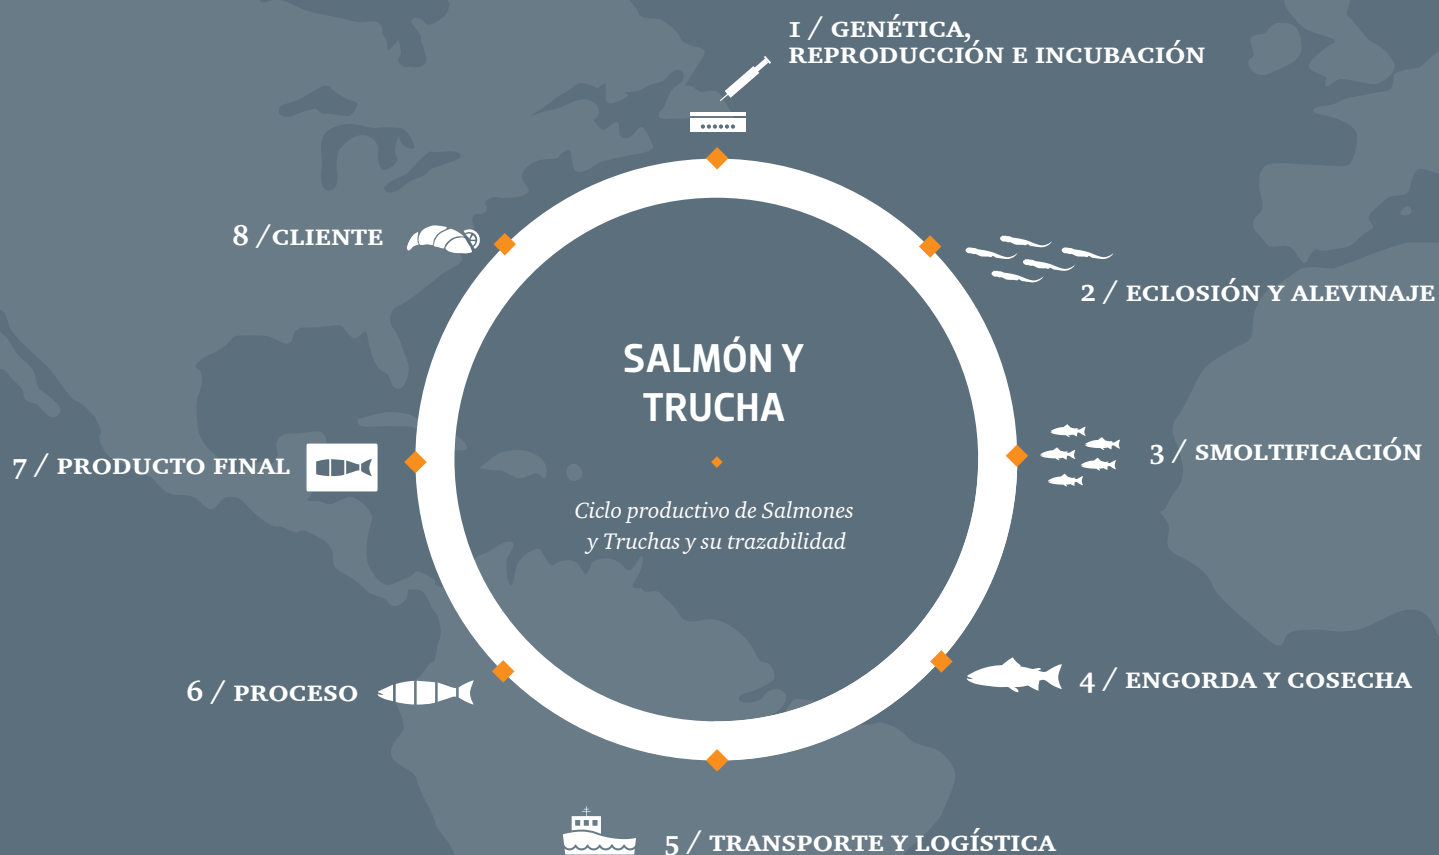 1 / GENÉTICA,
REPRODUCCIÓN E INCUBACIÓN
8 /CLIENTE
2 / ECLOSIÓN Y ALEVINAJE
SALMÓN Y
TRUCHA
7 / PRODUCTO FINAL
3 / SMOLTIFICACIÓN
Ciclo productivo de Salmones
y Truchas y su trazabilidad
6 / PROCESO
4 / ENGORDA Y COSECHA
5 / TRANSPORTE Y LOGÍSTICA